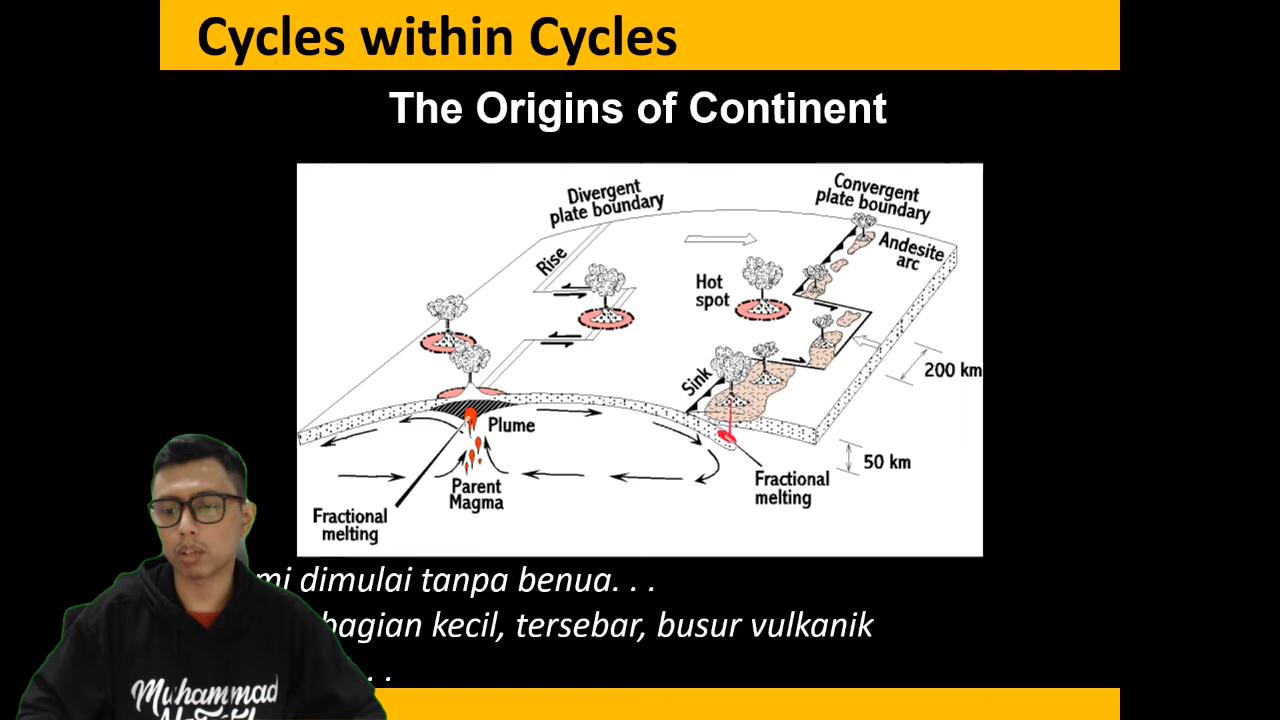 Cycles within Cycles
The Origins of Continent
Divergent
plate boundary
Convergent
plate boundary
Rise
Andesite
arc
Hot
spot
Sink
200 km
Plume
50 km
Parent
Magma
Fractional
melting
Fractional
melting
dimulai tanpa benua. . .
bagian kecil, tersebar, busur vulkanik
. .
Muhammad